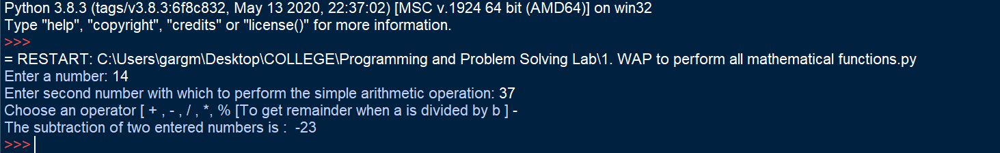 Python 3.8.3 (tags/v3.8.3:6f8c832, May 13 2020, 22:37:02) [MSC v.1924 64 bit (AMD64)] on win32
Type "help", "copyright", "credits" or "license()" for more information.
>>>
= RESTART: C:\Users\gargm\Desktop\COLLEGE\Programming and Problem Solving Lab\1. WAP to perform all mathematical functions.py
Enter a number: 14
Enter second number with which to perform the simple arithmetic operation: 37
Choose an operator [ + , - , / , *, % [To get remainder when a is divided by b ] -
The subtraction of two entered numbers is :  -23
>>>